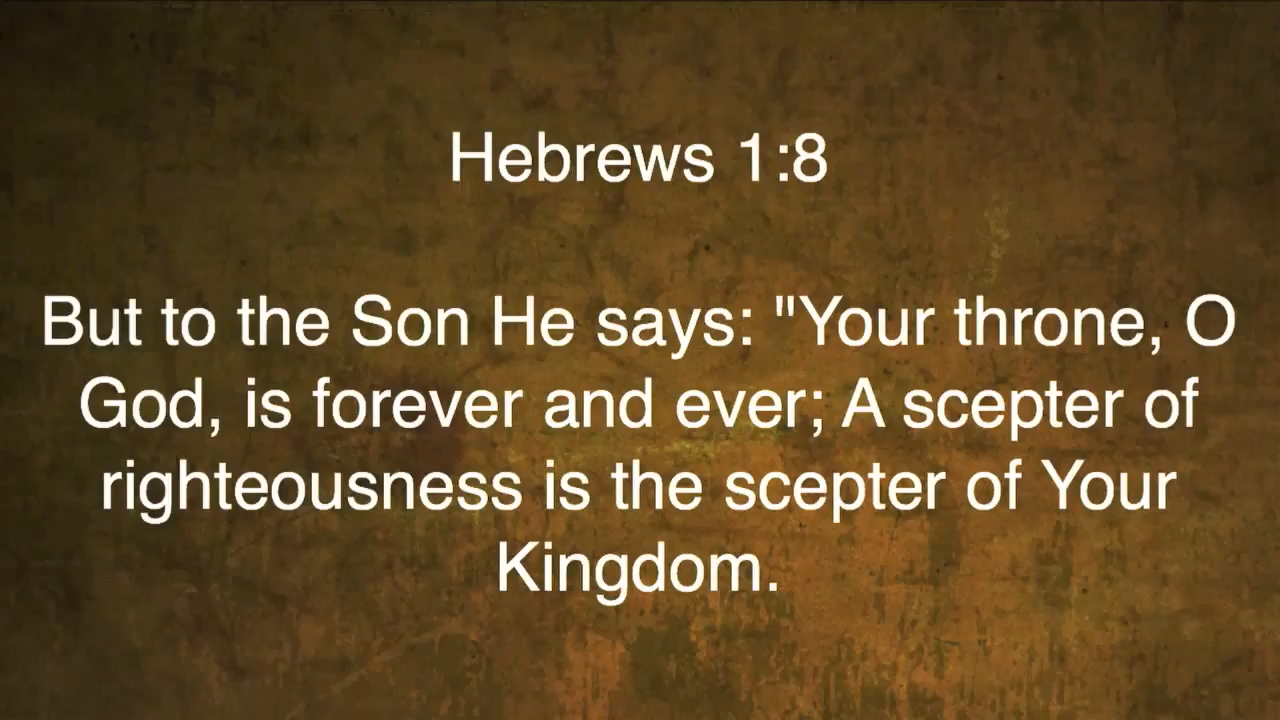 Hebrews 1:8
But to the Son He says: "Your throne, O
God, is forever and ever; A scepter of
righteousness is the scepter of Your
Kingdom.